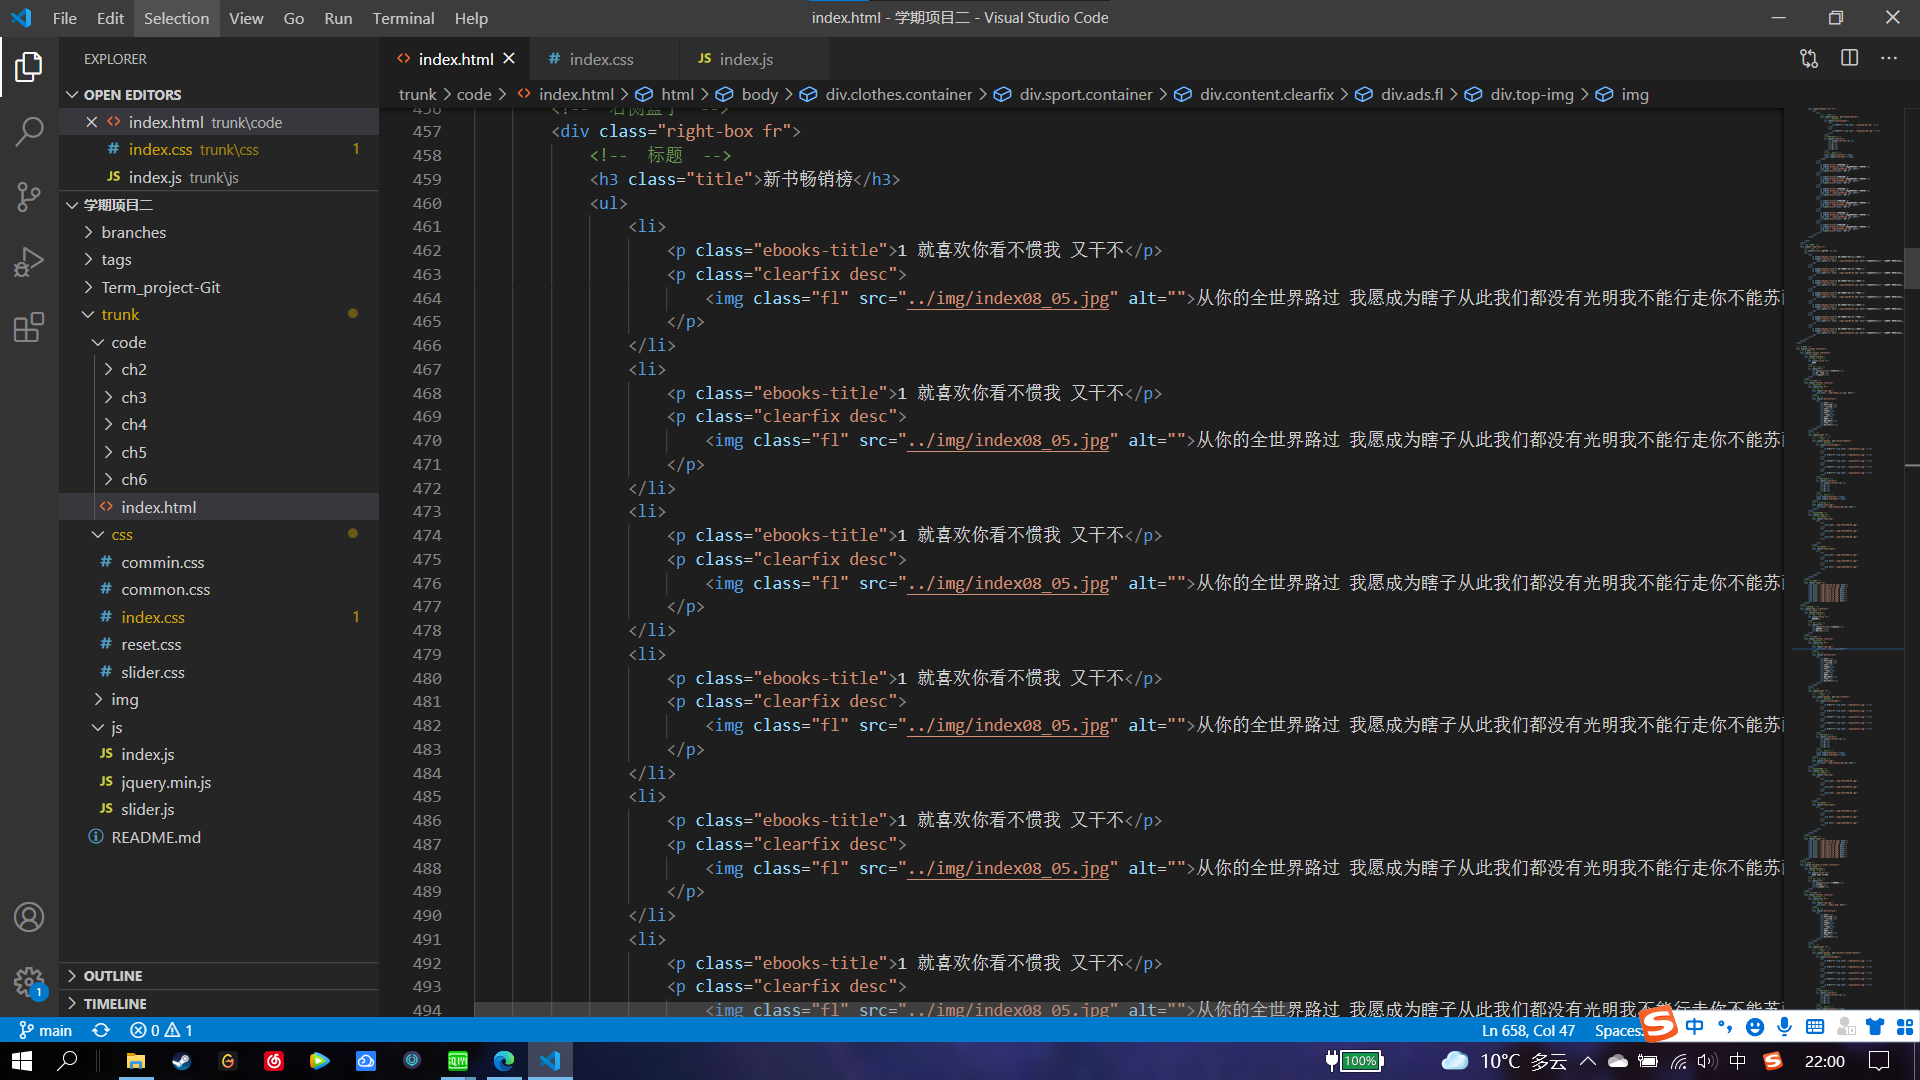 File Edit Selection View Go Run Terminal Help
index.html - 学期项目二 - Visual Studio Code
EXPLORER
index.html
# index.css
JS index.js
OPEN EDITORS
index.html trunk\code
# index.css trunk\css 1
JS index.js trunk\js
学期项目二
branches
tags
Term_project-Git
trunk
code
ch2
ch3
ch4
ch5
ch6
index.html
css
# commin.css
# common.css
# index.css 1
# reset.css
# slider.css
img
js
JS index.js
JS jquery.min.js
JS slider.js
README.md
OUTLINE
TIMELINE
trunk > code > index.html > html > body > div.clothes.container > div.sport.container > div.content.clearfix > div.ads.fl > div.top-img > img
457 <div class="right-box fr">
458 <!--  标题  -->
459 <h3 class="title">新书畅销榜</h3>
460 <ul>
461 <li>
462 <p class="ebooks-title">1 就喜欢你看不惯我 又干不</p>
463 <p class="clearfix desc">
464 <img class="fl" src="../img/index08_05.jpg" alt="">从你的全世界路过 我愿成为瞎子从此我们都没有光明我不能行走你不能苏
465 </p>
466 </li>
467 <li>
468 <p class="ebooks-title">1 就喜欢你看不惯我 又干不</p>
469 <p class="clearfix desc">
470 <img class="fl" src="../img/index08_05.jpg" alt="">从你的全世界路过 我愿成为瞎子从此我们都没有光明我不能行走你不能苏
471 </p>
472 </li>
473 <li>
474 <p class="ebooks-title">1 就喜欢你看不惯我 又干不</p>
475 <p class="clearfix desc">
476 <img class="fl" src="../img/index08_05.jpg" alt="">从你的全世界路过 我愿成为瞎子从此我们都没有光明我不能行走你不能苏
477 </p>
478 </li>
479 <li>
480 <p class="ebooks-title">1 就喜欢你看不惯我 又干不</p>
481 <p class="clearfix desc">
482 <img class="fl" src="../img/index08_05.jpg" alt="">从你的全世界路过 我愿成为瞎子从此我们都没有光明我不能行走你不能苏
483 </p>
484 </li>
485 <li>
486 <p class="ebooks-title">1 就喜欢你看不惯我 又干不</p>
487 <p class="clearfix desc">
488 <img class="fl" src="../img/index08_05.jpg" alt="">从你的全世界路过 我愿成为瞎子从此我们都没有光明我不能行走你不能苏
489 </p>
490 </li>
491 <li>
492 <p class="ebooks-title">1 就喜欢你看不惯我 又干不</p>
493 <p class="clearfix desc">
494 <img class="fl" src="../img/index08_05.jpg" alt="">从你的全世界路过 我愿成为瞎子从此我们都没有光明我不能行走你不能苏
1
main 0 1
Ln 658, Col 47 Spaces:
中
100% 10°C 多云 中 22:00